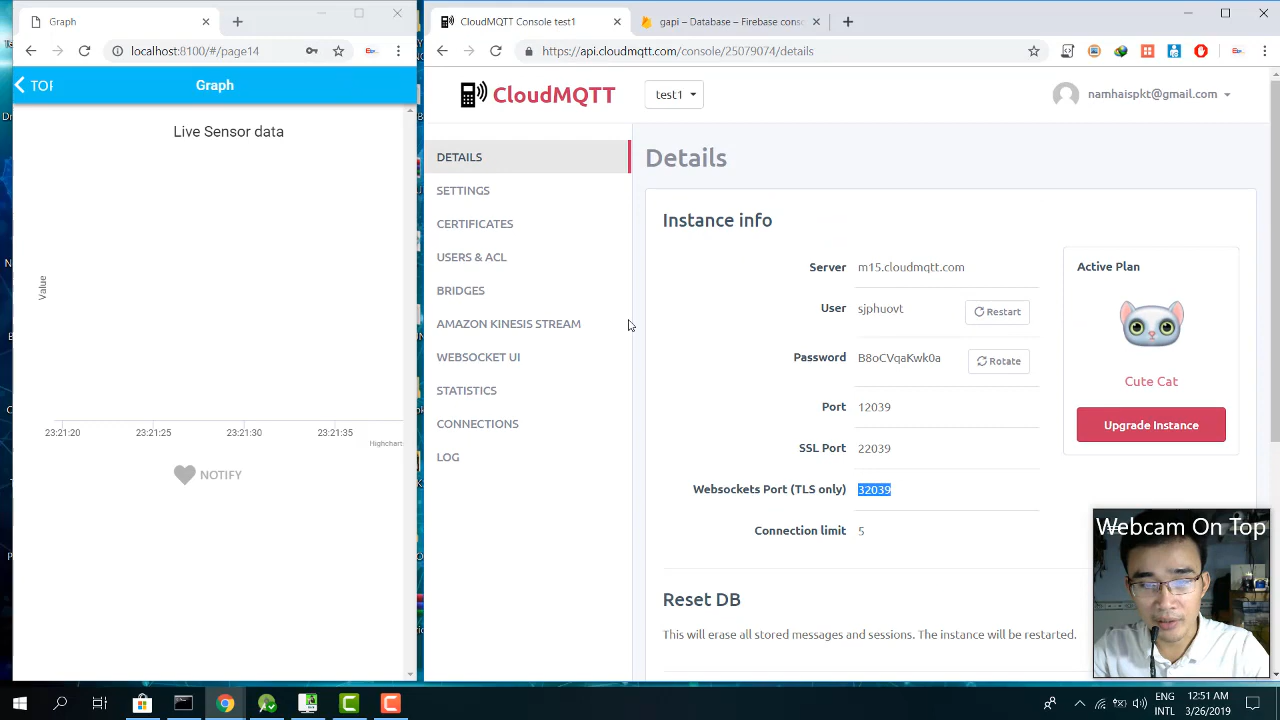 Graph
localhost:8100/#/page14
TOP
Graph
Live Sensor data
Value
23:21:20
23:21:25
23:21:30
23:21:35
Highchart
NOTIFY
CloudMQTT Console test1
gapi – Database – Firebase conso
https://api.cloudmqtt.com/console/25079074/details
CloudMQTT
test1
namhaispkt@gmail.com
DETAILS
SETTINGS
CERTIFICATES
USERS & ACL
BRIDGES
AMAZON KINESIS STREAM
WEBSOCKET UI
STATISTICS
CONNECTIONS
LOG
Details
Instance info
Server m15.cloudmqtt.com
User sjphuovt Restart
Password B8oCVqaKwk0a Rotate
Port 12039
SSL Port 22039
Websockets Port (TLS only) 32039
Connection limit 5
Active Plan
Cute Cat
Upgrade Instance
Reset DB
This will erase all stored messages and sessions. The instance will be restarted.
Webcam On Top
ENG
INTL
12:51 AM
3/26/2019